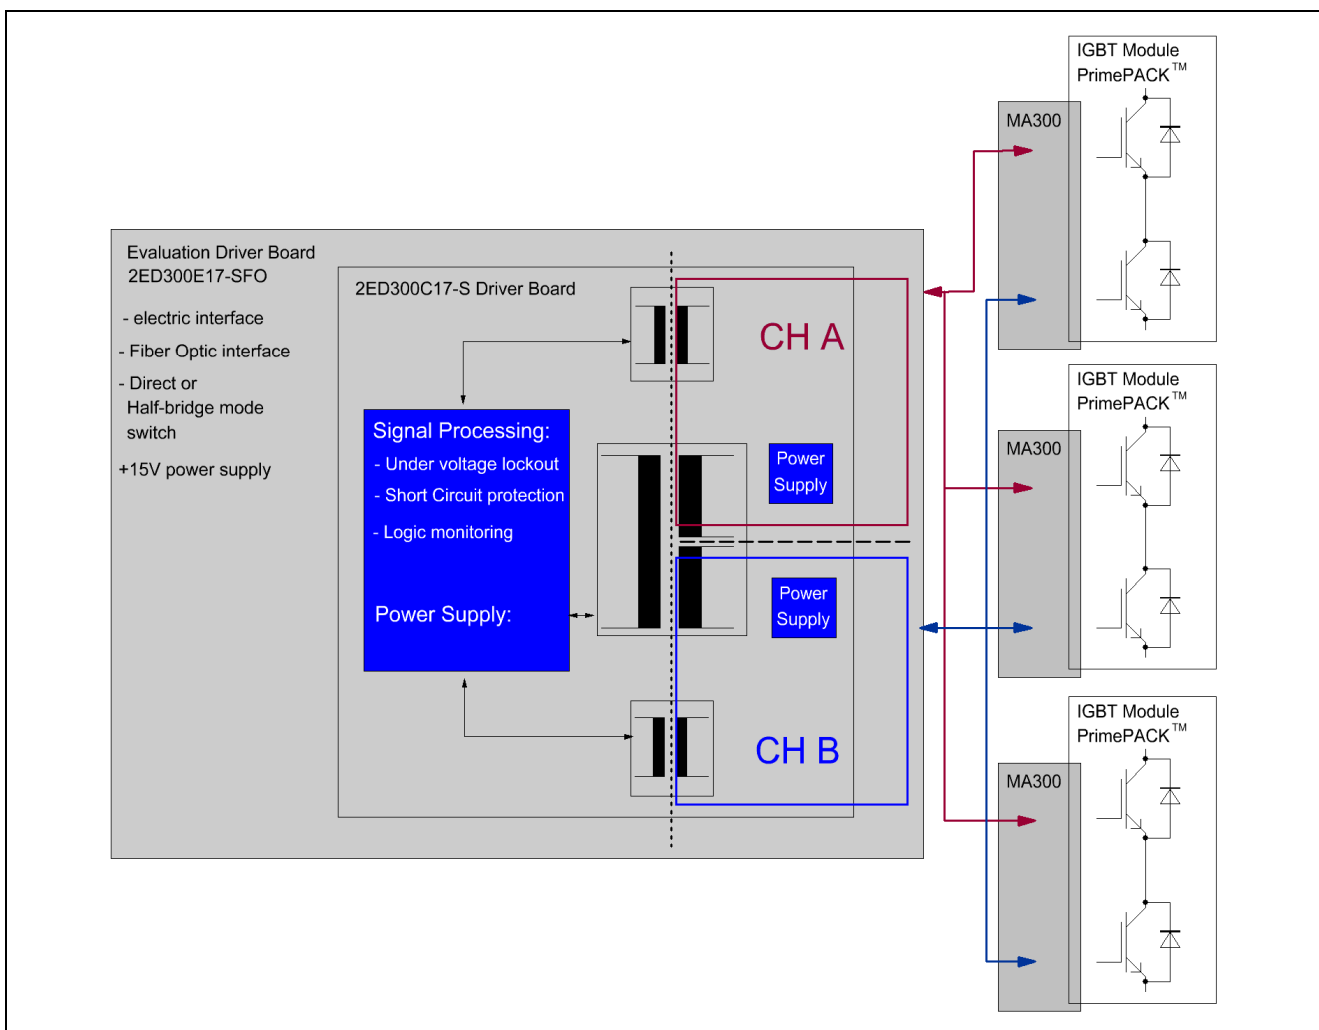 Evaluation Driver Board
2ED300E17-SFO
- electric interface
- Fiber Optic interface
- Direct or
Half-bridge mode
switch
+15V power supply
2ED300C17-S Driver Board
Signal Processing:
- Under voltage lockout
- Short Circuit protection
- Logic monitoring
Power Supply:
CH A
Power
Supply
Power
Supply
CH B
IGBT Module
PrimePACK™
MA300
IGBT Module
PrimePACK™
MA300
IGBT Module
PrimePACK™
MA300